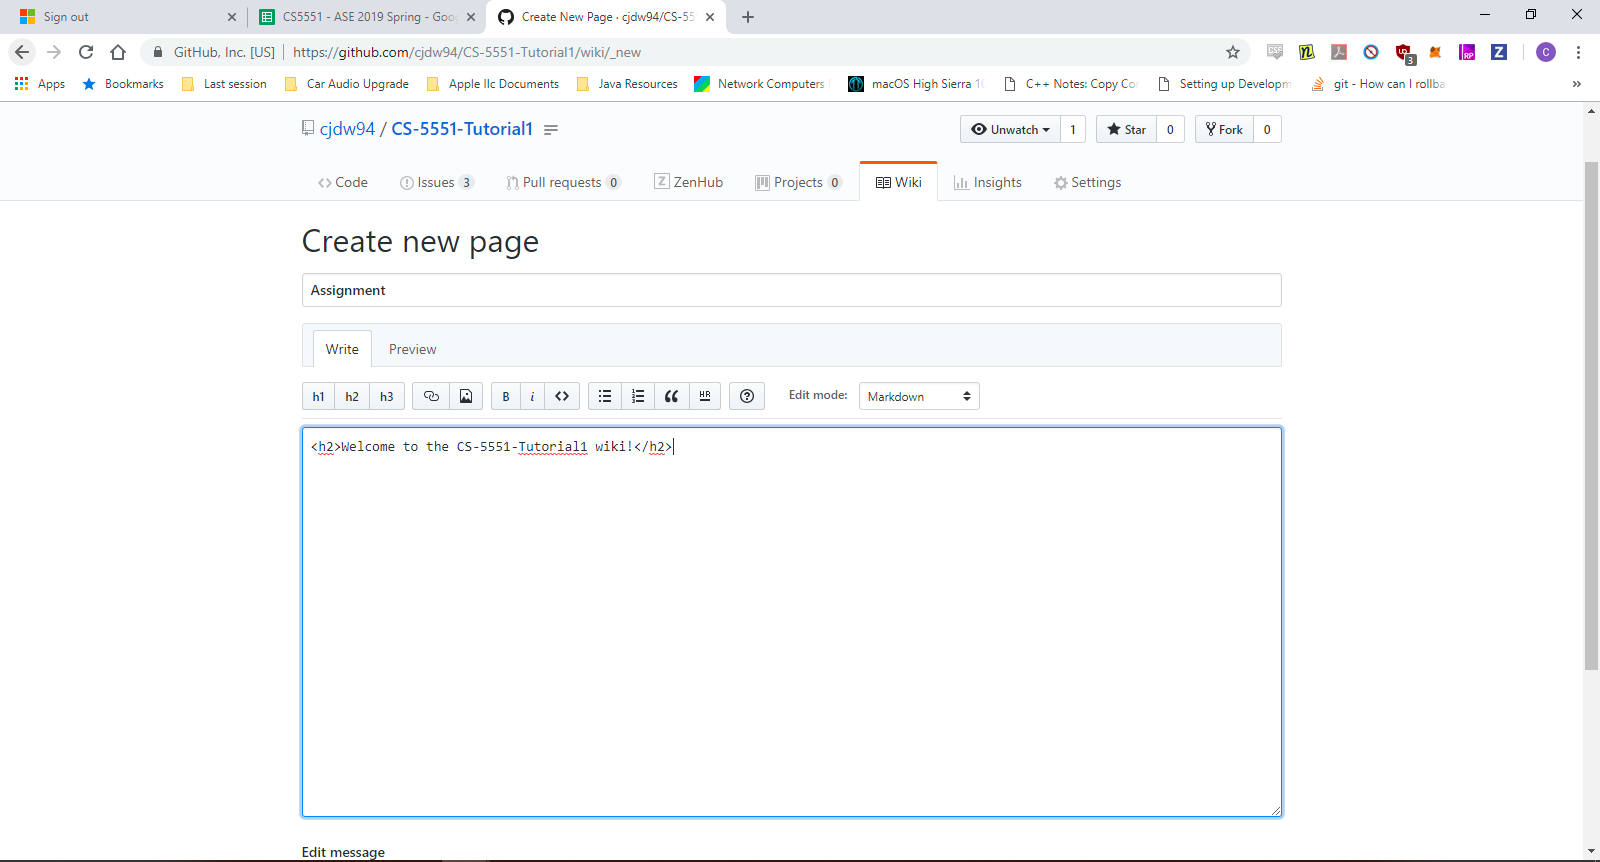 Sign out
CS5551 - ASE 2019 Spring - Goo
Create New Page · cjdw94/CS-55
GitHub, Inc. [US] https://github.com/cjdw94/CS-5551-Tutorial1/wiki/_new
CSS
n
3
RP
Z
C
Apps
Bookmarks
Last session
Car Audio Upgrade
Apple IIc Documents
Java Resources
Network Computers
macOS High Sierra 10
C++ Notes: Copy Co
Setting up Developm
git - How can I rollba
»
cjdw94 / CS-5551-Tutorial1
Unwatch 1
Star 0
Fork 0
Code
Issues 3
Pull requests 0
ZenHub
Projects 0
Wiki
Insights
Settings
Create new page
Assignment
Write
Preview
h1 h2 h3
B i <>
HR
Edit mode: Markdown
<h2>Welcome to the CS-5551-Tutorial1 wiki!</h2>
Edit message